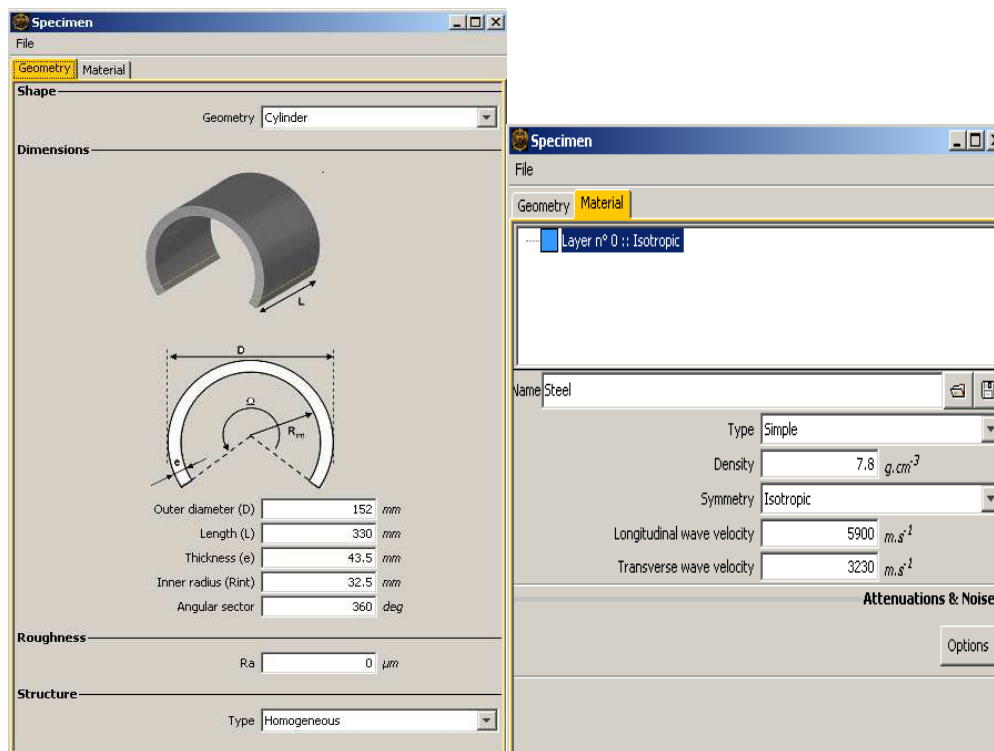 Specimen
File
Geometry Material
Shape
Geometry Cylinder
Dimensions
L
D
Ω
Rint
e
Outer diameter (D) 152 mm
Length (L) 330 mm
Thickness (e) 43.5 mm
Inner radius (Rint) 32.5 mm
Angular sector 360 deg
Roughness
Ra 0 µm
Structure
Type Homogeneous
Specimen
File
Geometry Material
Layer n° 0 :: Isotropic
Name Steel
Type Simple
Density 7.8 g.cm-3
Symmetry Isotropic
Longitudinal wave velocity 5900 m.s-1
Transverse wave velocity 3230 m.s-1
Attenuations & Noise
Options